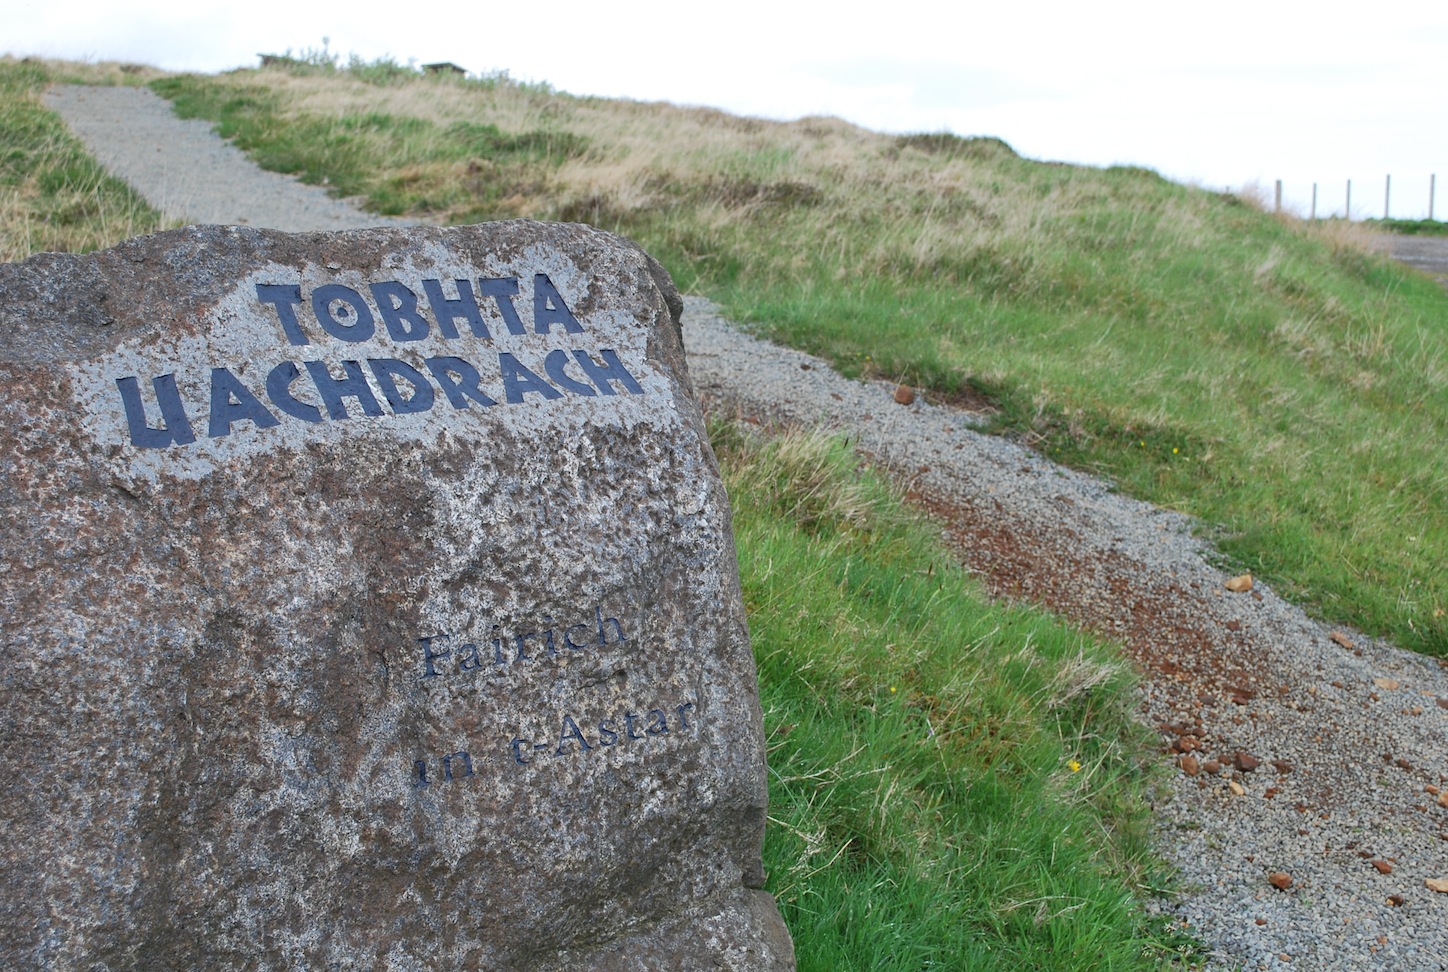 TOBHTA
UACHDRACH
Fairich
an t-Astar